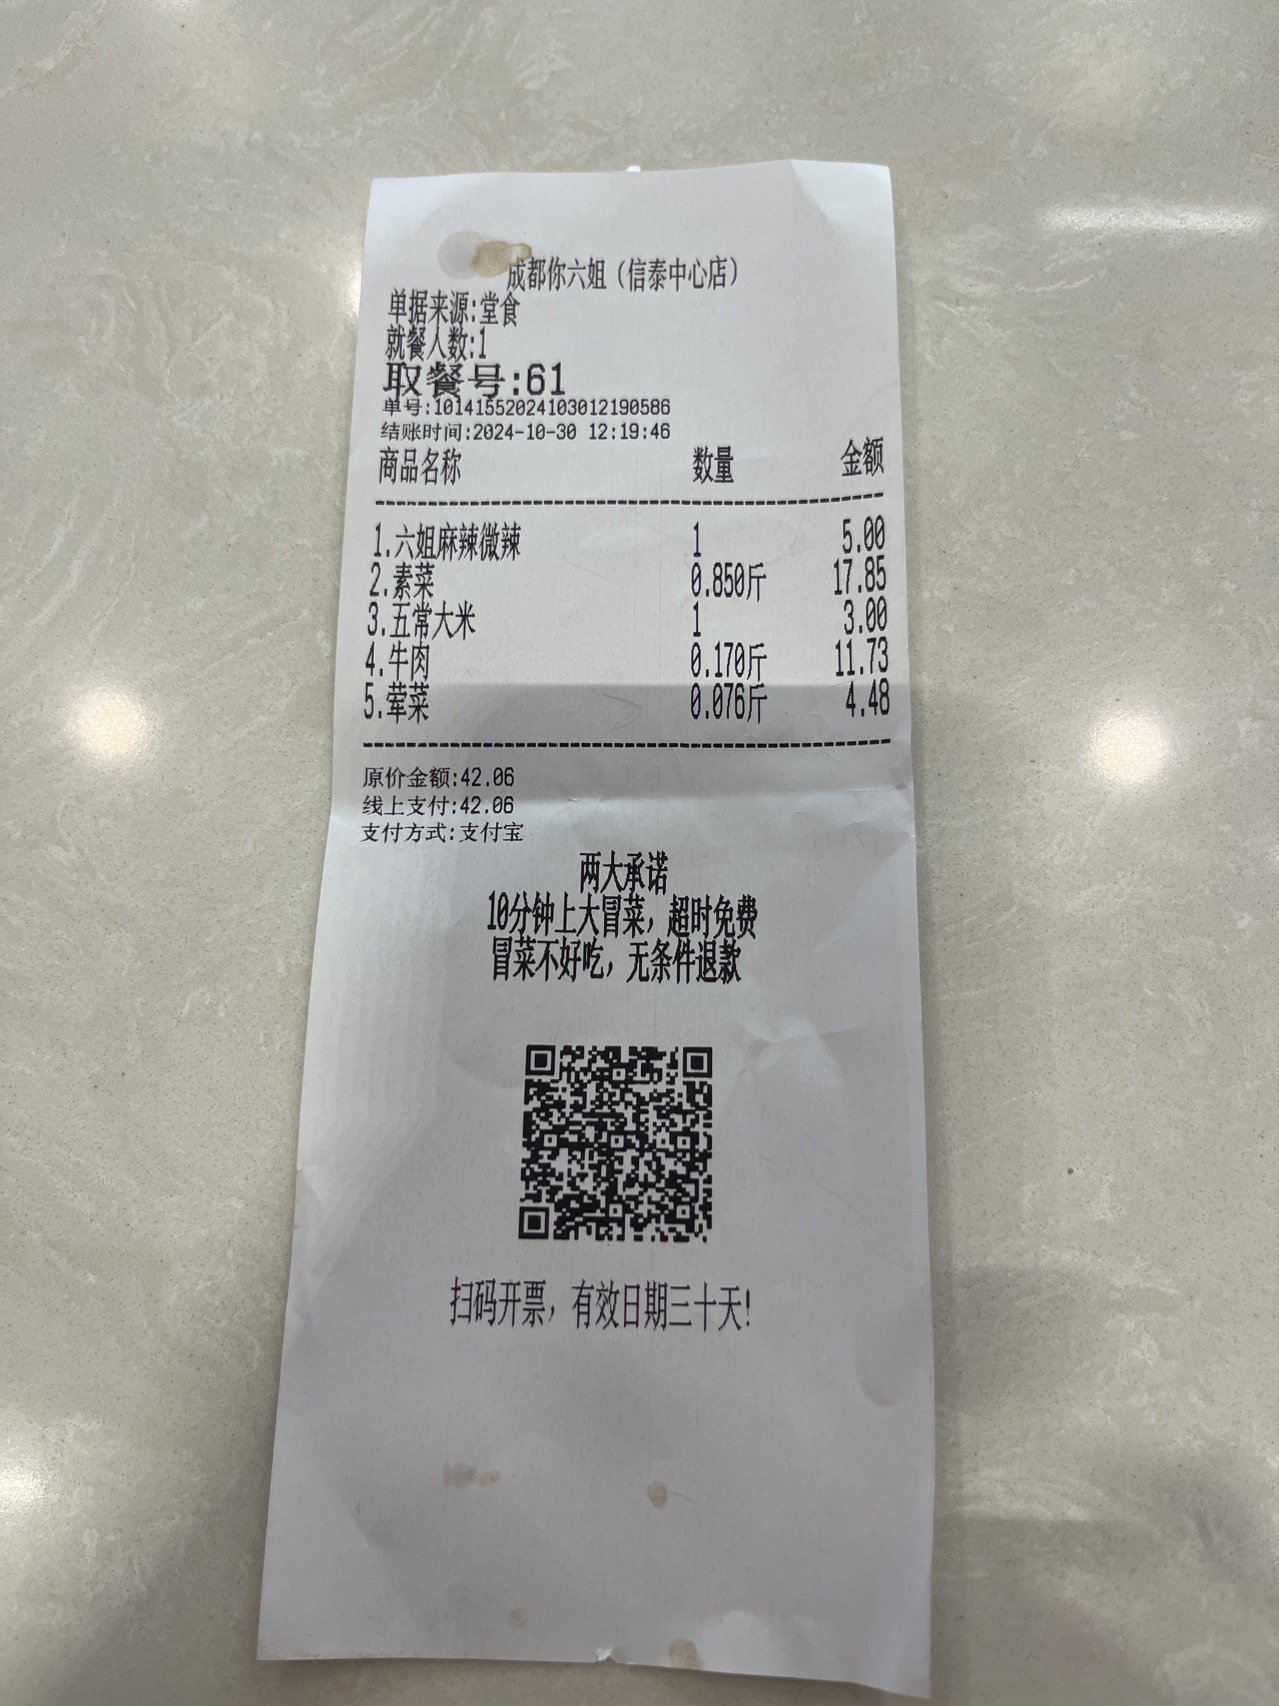 成都你六姐（信泰中心店）
单据来源:堂食
就餐人数:1
取餐号:61
单号:10141552024103012190586
结账时间:2024-10-30 12:19:46
商品名称 数量 金额
1.六姐麻辣微辣 1 5.00
2.素菜 0.850斤 17.85
3.五常大米 1 3.00
4.牛肉 0.170斤 11.73
5.荤菜 0.076斤 4.48
原价金额:42.06
线上支付:42.06
支付方式:支付宝
两大承诺
10分钟上大冒菜，超时免费
冒菜不好吃，无条件退款
扫码开票，有效日期三十天!